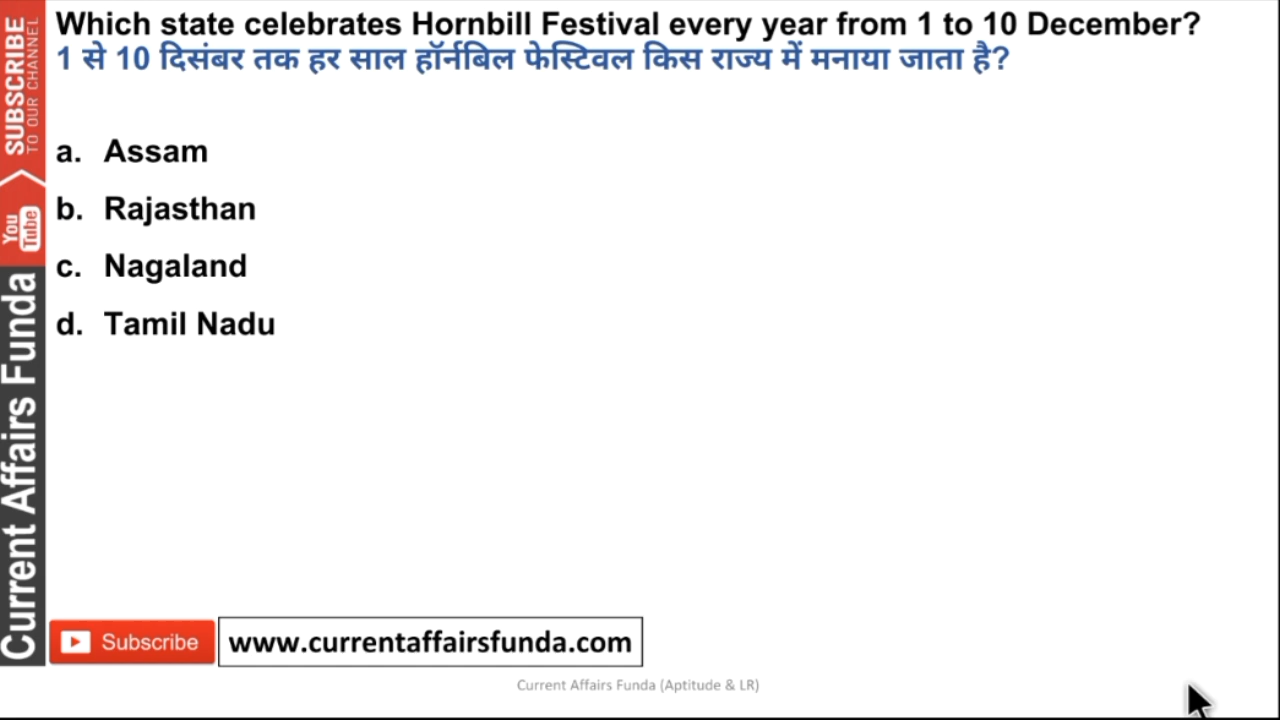 Which state celebrates Hornbill Festival every year from 1 to 10 December?
1 से 10 दिसंबर तक हर साल हॉर्नबिल फेस्टिवल किस राज्य में मनाया जाता है?
a. Assam
b. Rajasthan
c. Nagaland
d. Tamil Nadu
SUBSCRIBE
TO OUR CHANNEL
You
Tube
Current Affairs Funda
Subscribe
www.currentaffairsfunda.com
Current Affairs Funda (Aptitude & LR)